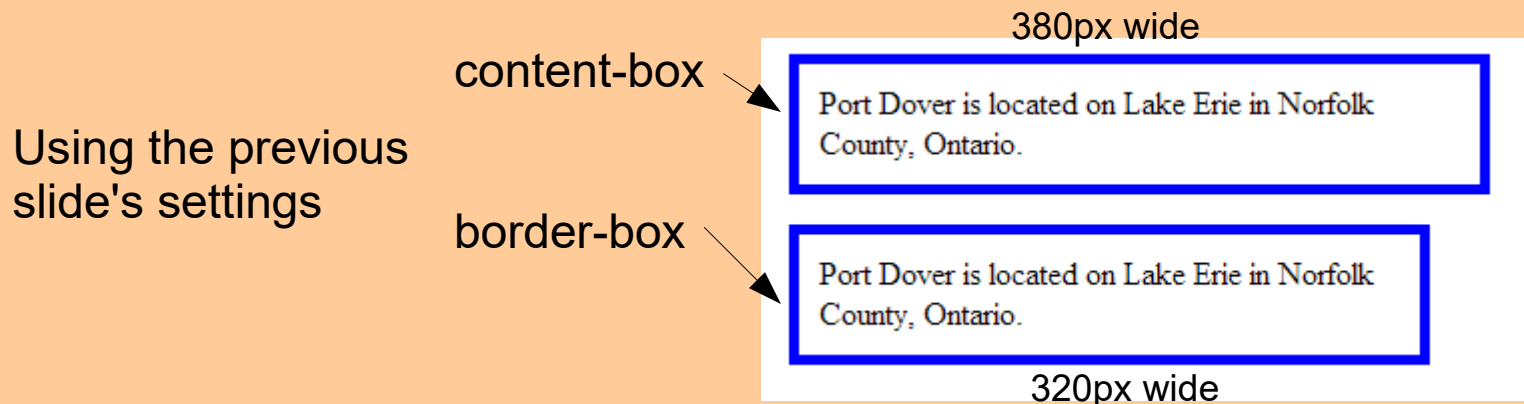 380px wide
content-box
Port Dover is located on Lake Erie in Norfolk
County, Ontario.
Using the previous
slide's settings
border-box
Port Dover is located on Lake Erie in Norfolk
County, Ontario.
320px wide